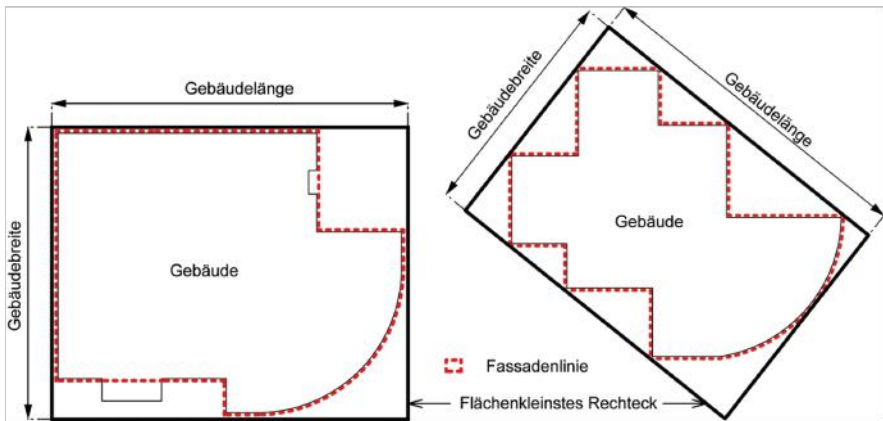 Gebäudelänge
Gebäudebreite
Gebäude
Gebäudebreite
Gebäudelänge
Gebäude
Fassadenlinie
Flächenkleinstes Rechteck